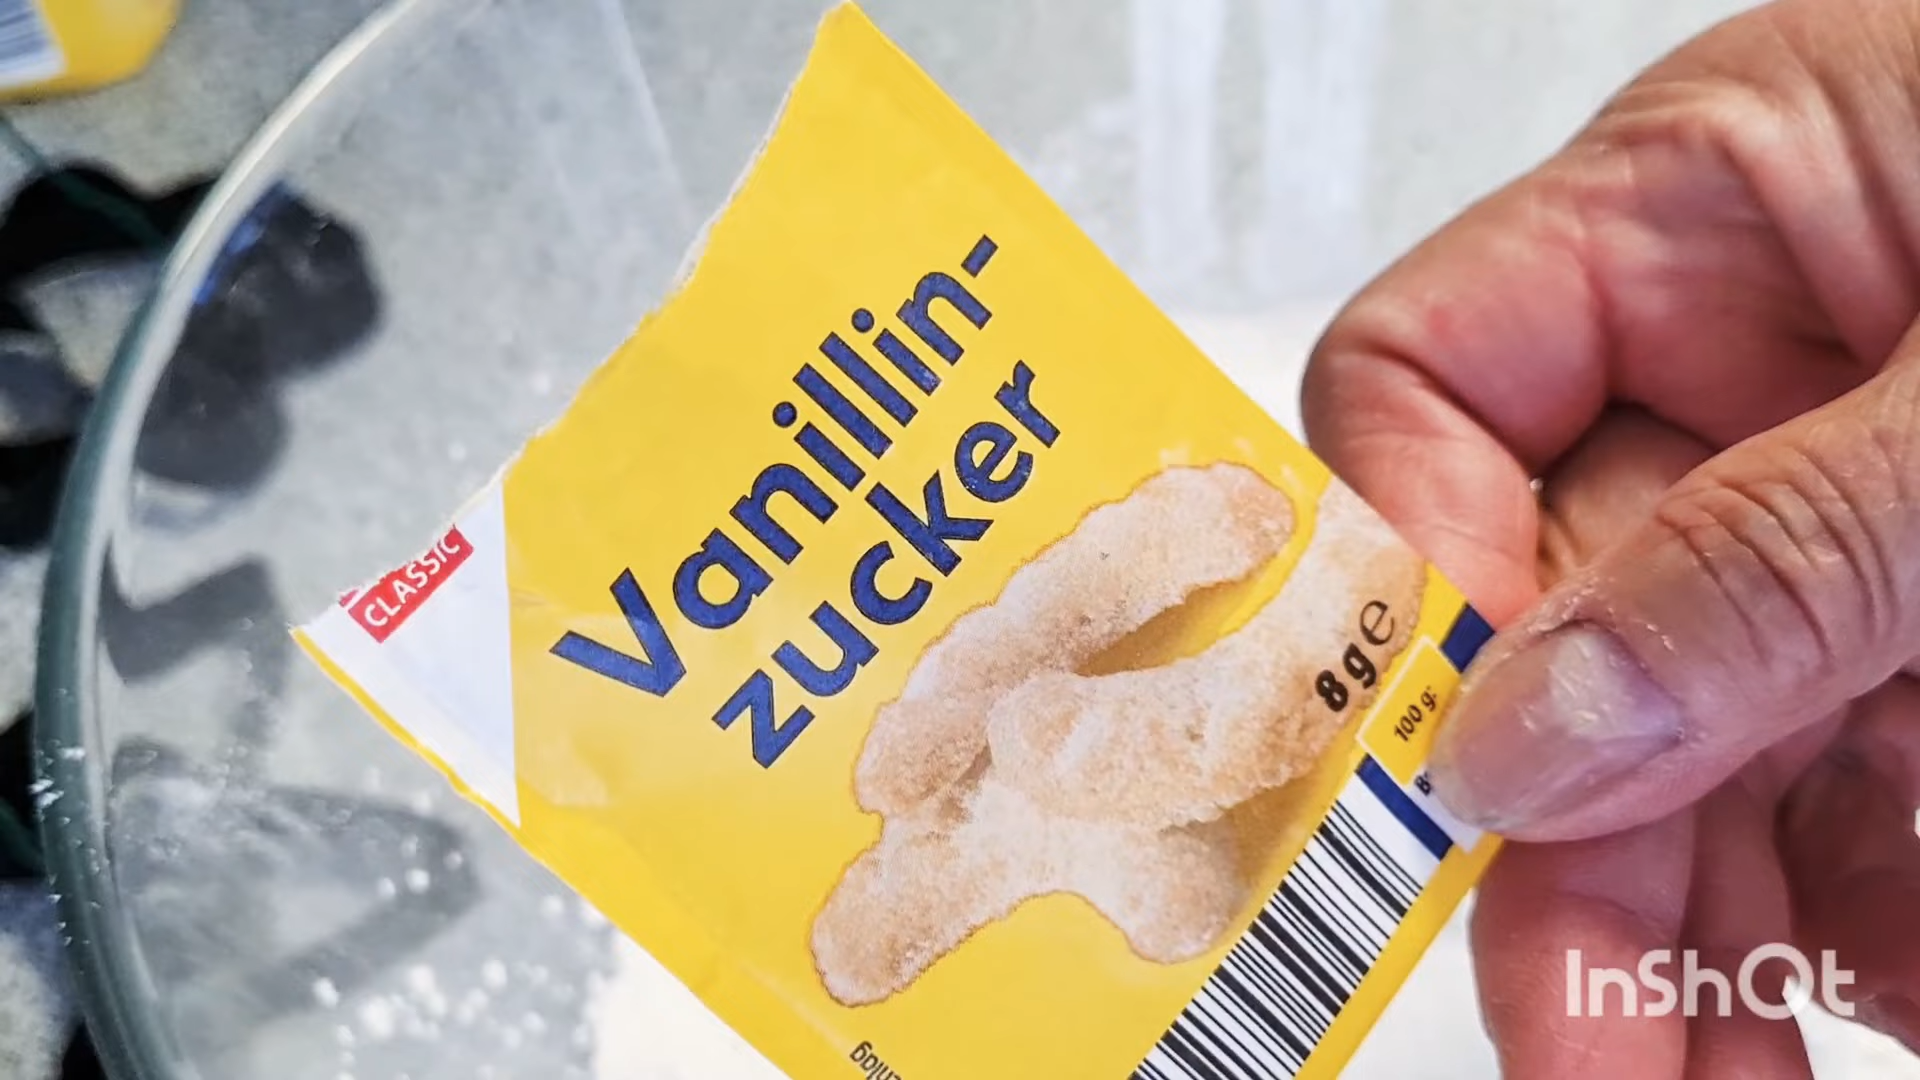 CLASSIC
Vanillin-
zucker
8g e
100 g:
InShOt